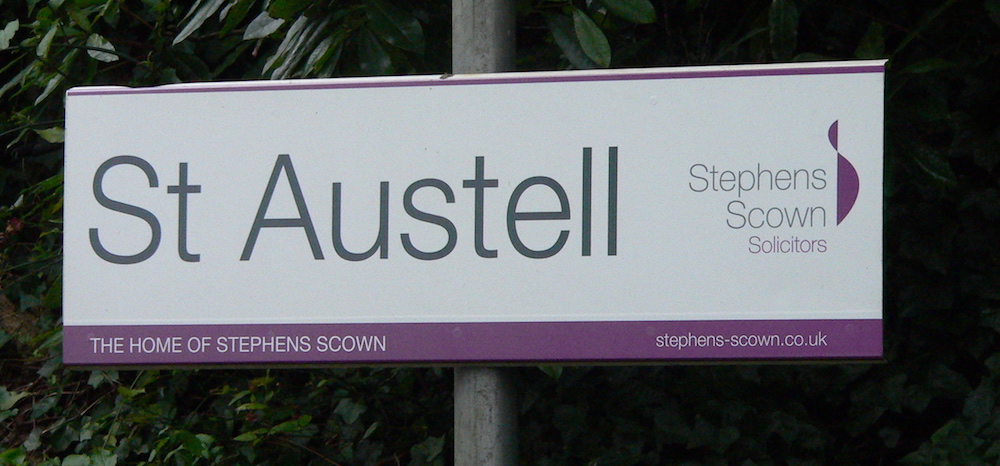 St Austell
Stephens
Scown
Solicitors
THE HOME OF STEPHENS SCOWN
stephens-scown.co.uk